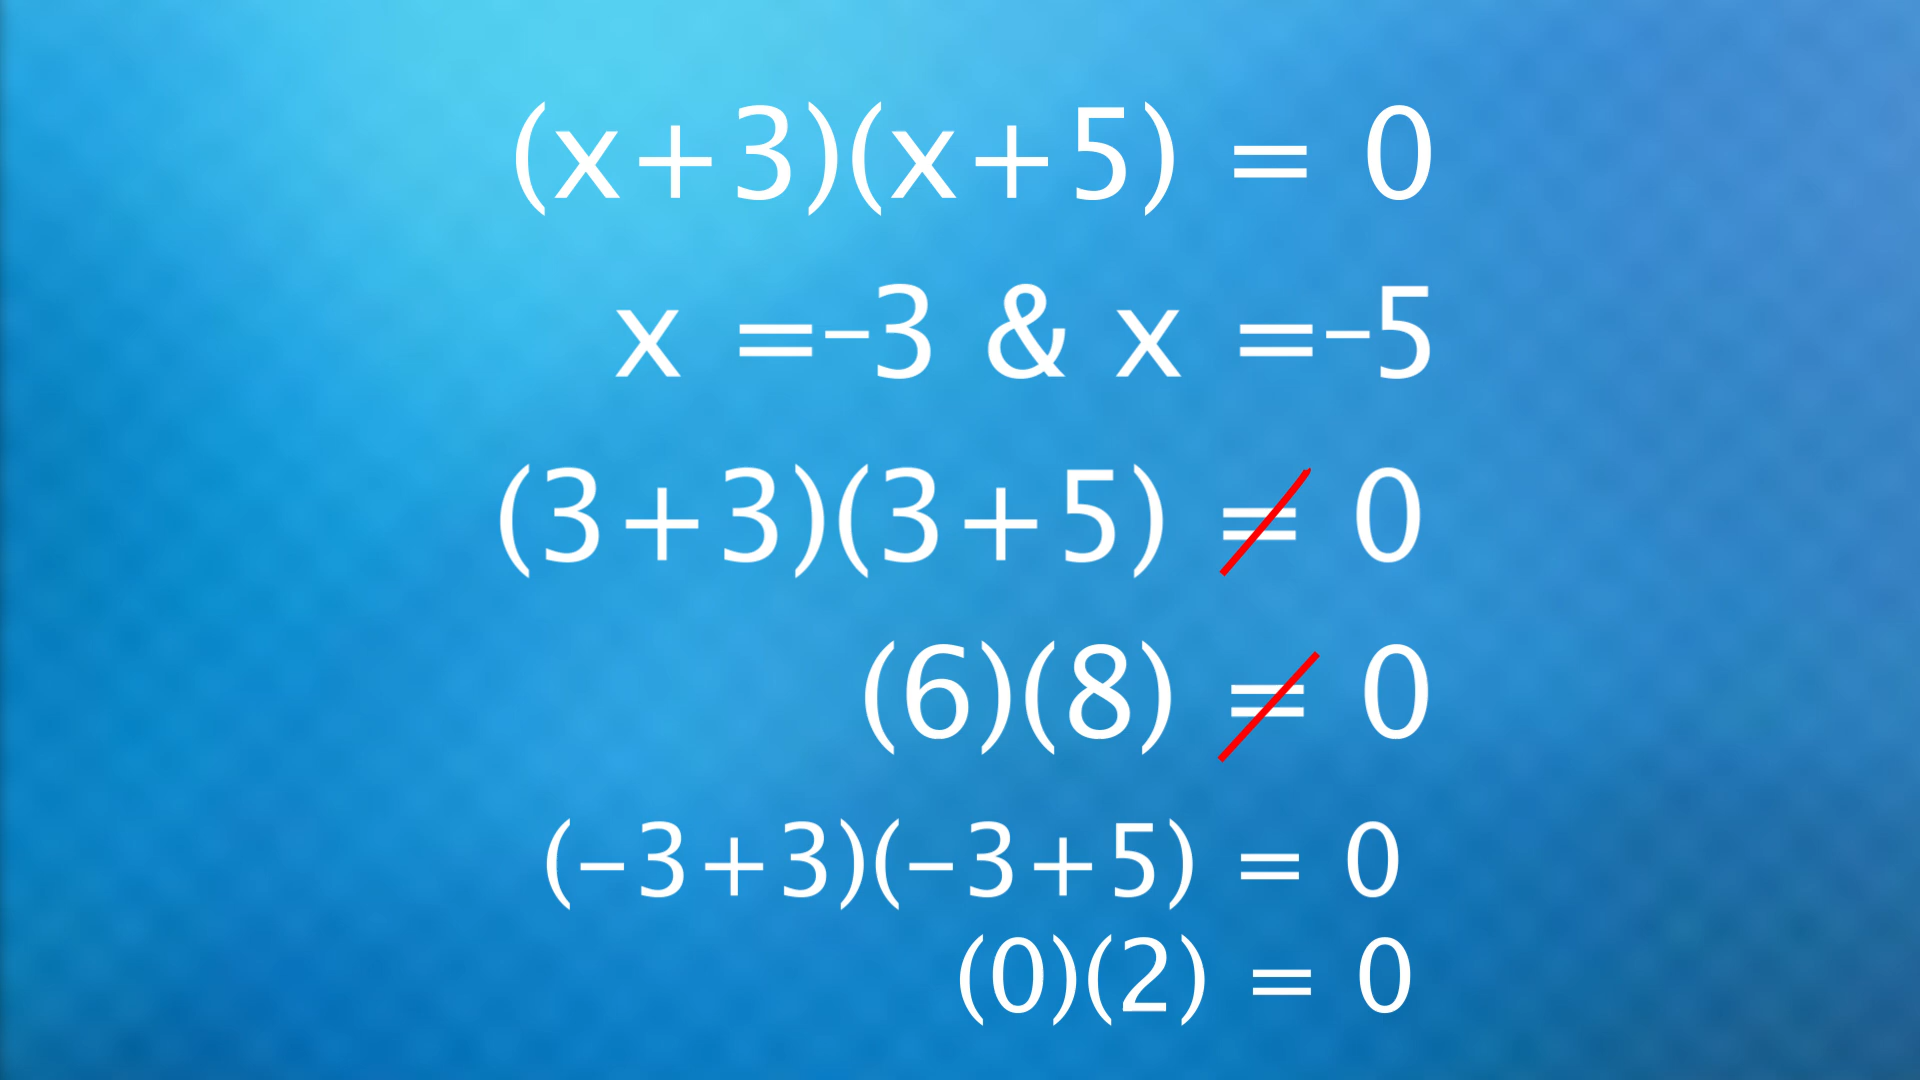 (x+3)(x+5) = 0
x =-3 & x =-5
(3+3)(3+5) ≠ 0
(6)(8) ≠ 0
(-3+3)(-3+5) = 0
(0)(2) = 0